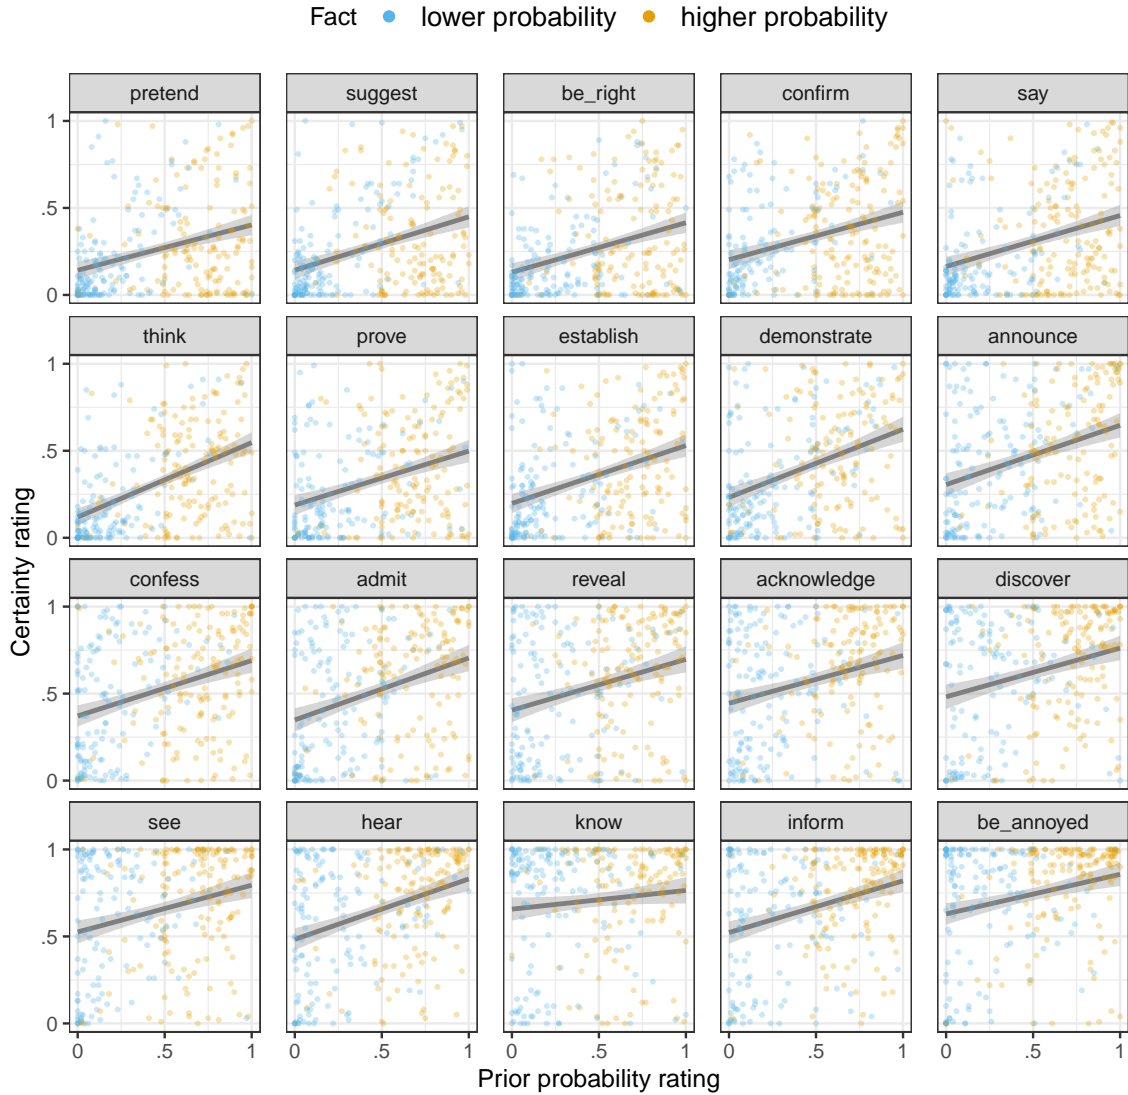 Fact lower probability higher probability
pretend suggest be_right confirm say
1
.5
0
think prove establish demonstrate announce
1
.5
0
confess admit reveal acknowledge discover
1
.5
0
see hear know inform be_annoyed
1
.5
0
0 .5 1 0 .5 1 0 .5 1 0 .5 1 0 .5 1
Prior probability rating
Certainty rating